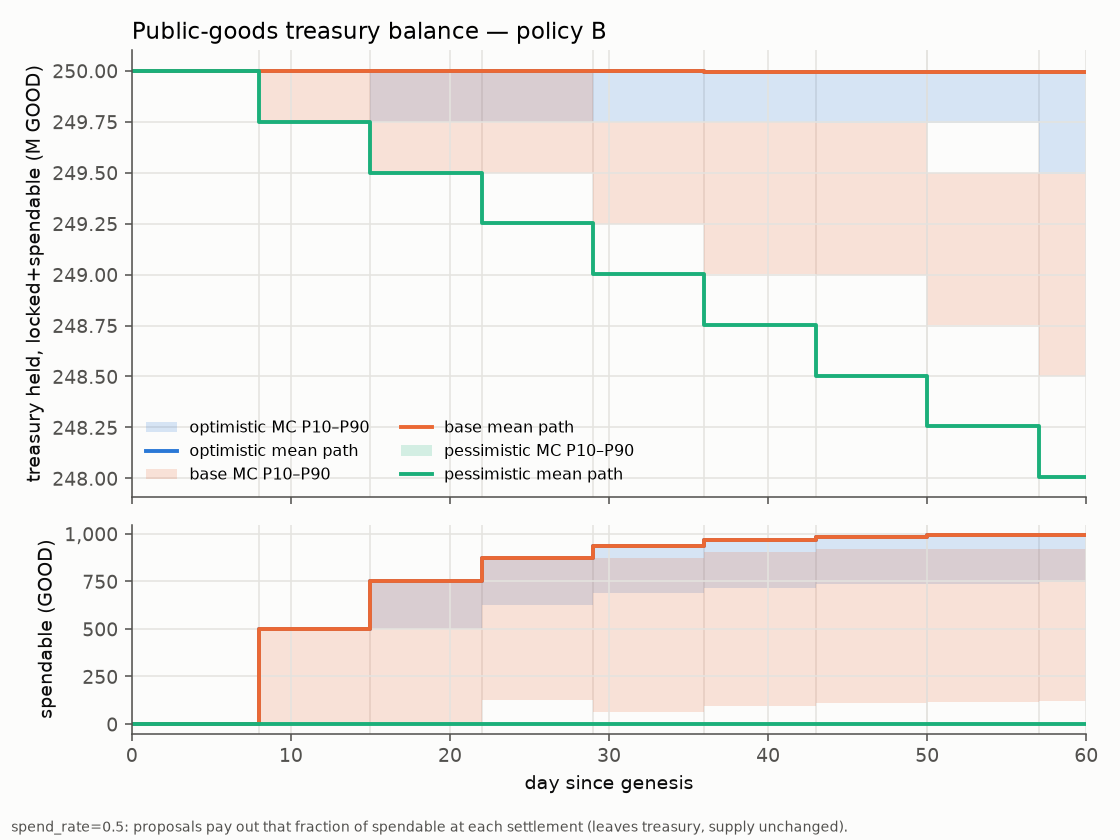 Public-goods treasury balance — policy B
treasury held, locked+spendable (M GOOD)
250.00
249.75
249.50
249.25
249.00
248.75
248.50
248.25
248.00
optimistic MC P10–P90
optimistic mean path
base MC P10–P90
base mean path
pessimistic MC P10–P90
pessimistic mean path
spendable (GOOD)
1,000
750
500
250
0
0 10 20 30 40 50 60
day since genesis
spend_rate=0.5: proposals pay out that fraction of spendable at each settlement (leaves treasury, supply unchanged).